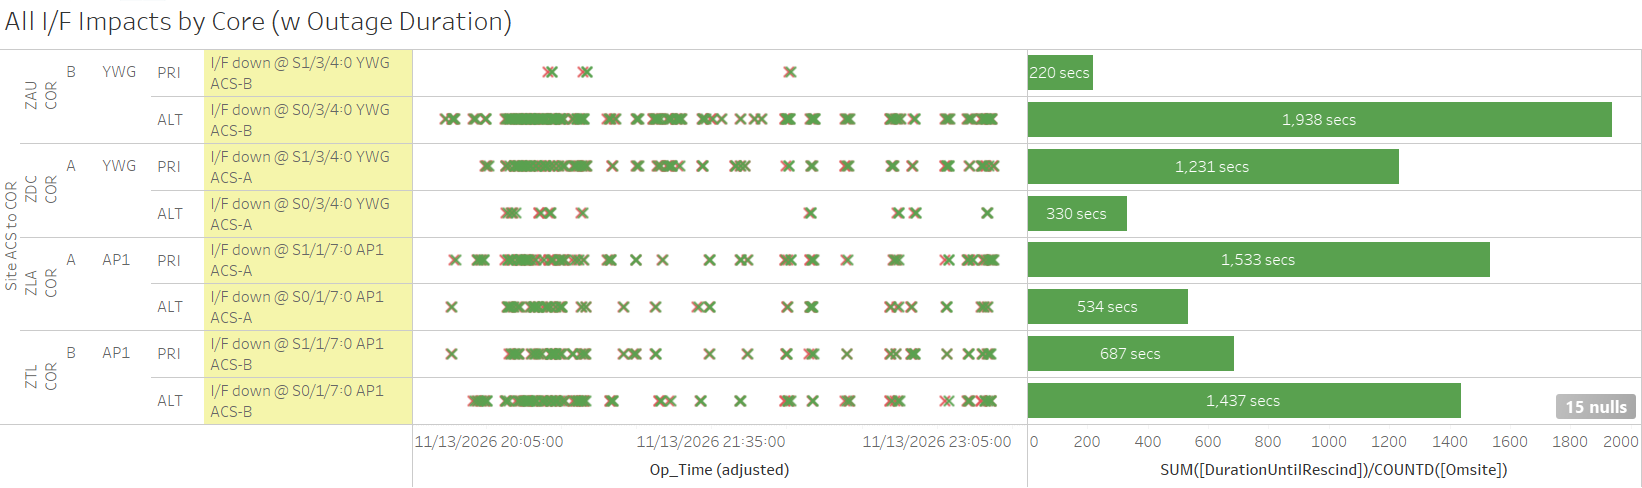 All I/F Impacts by Core (w Outage Duration)
Site ACS to COR
ZAU COR
B YWG PRI I/F down @ S1/3/4:0 YWG
ACS-B
220 secs
ALT I/F down @ S0/3/4:0 YWG
ACS-B
1,938 secs
ZDC COR
A YWG PRI I/F down @ S1/3/4:0 YWG
ACS-A
1,231 secs
ALT I/F down @ S0/3/4:0 YWG
ACS-A
330 secs
ZLA COR
A AP1 PRI I/F down @ S1/1/7:0 AP1
ACS-A
1,533 secs
ALT I/F down @ S0/1/7:0 AP1
ACS-A
534 secs
ZTL COR
B AP1 PRI I/F down @ S1/1/7:0 AP1
ACS-B
687 secs
ALT I/F down @ S0/1/7:0 AP1
ACS-B
1,437 secs
15 nulls
11/13/2026 20:05:00 11/13/2026 21:35:00 11/13/2026 23:05:00
0 200 400 600 800 1000 1200 1400 1600 1800 2000
Op_Time (adjusted)
SUM([DurationUntilRescind])/COUNTD([Omsite])